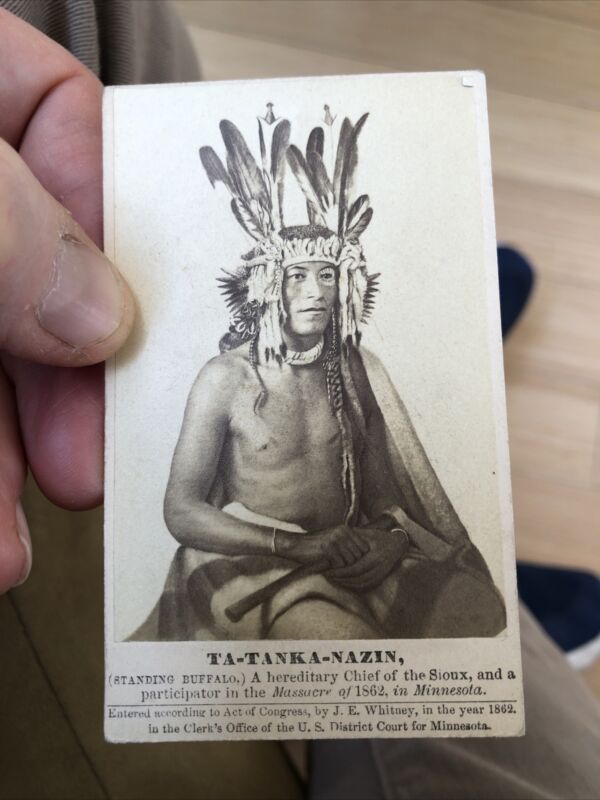 TA-TANKA-NAZIN,
(STANDING BUFFALO,) A hereditary Chief of the Sioux, and a
participator in the Massacre of 1862, in Minnesota.
Entered according to Act of Congress, by J. E. Whitney, in the year 1862.
in the Clerk's Office of the U. S. District Court for Minnesota.